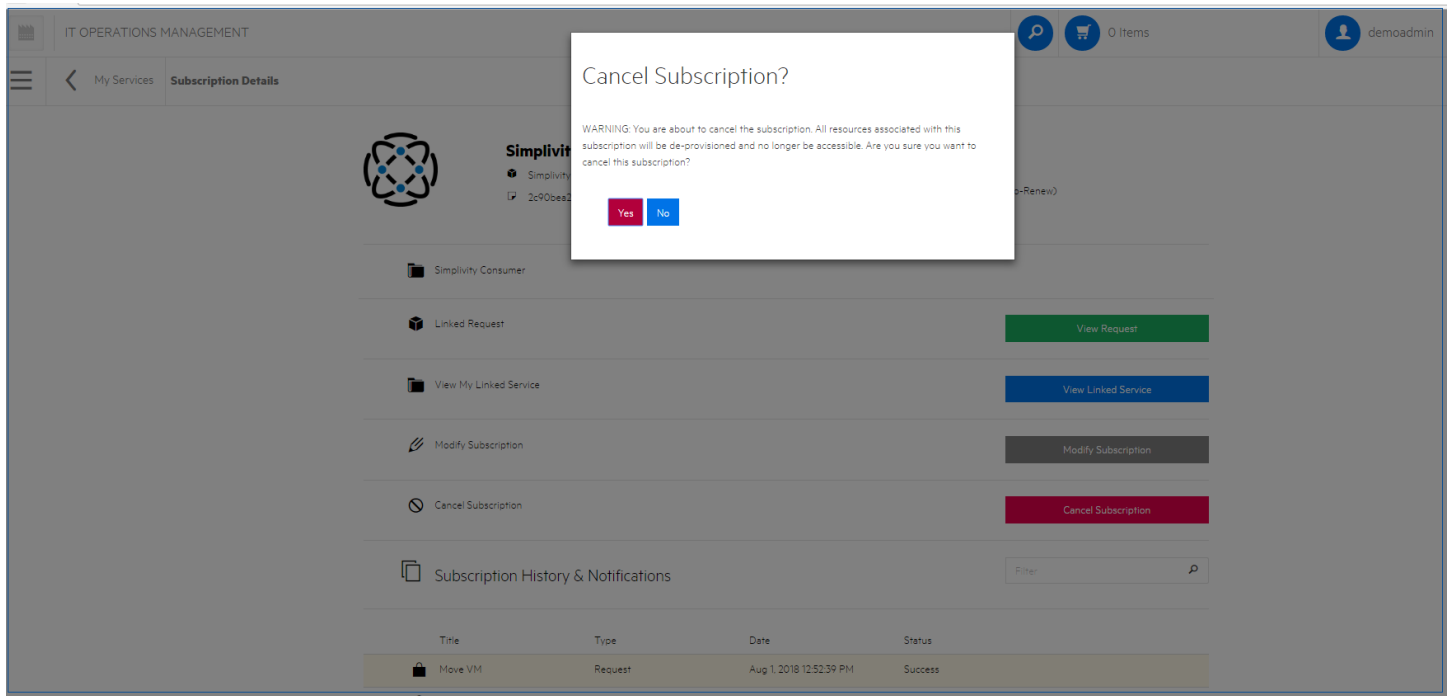 IT OPERATIONS MANAGEMENT
0 Items
demoadmin
My Services
Subscription Details
Cancel Subscription?
WARNING: You are about to cancel the subscription. All resources associated with this
subscription will be de-provisioned and no longer be accessible. Are you sure you want to
cancel this subscription?
Yes
No
Simplivit
Simplivity
2c90bea2
o-Renew)
Simplivity Consumer
Linked Request
View Request
View My Linked Service
View Linked Service
Modify Subscription
Modify Subscription
Cancel Subscription
Cancel Subscription
Subscription History & Notifications
Filter
Title Type Date Status
Move VM Request Aug 1, 2018 12:52:39 PM Success